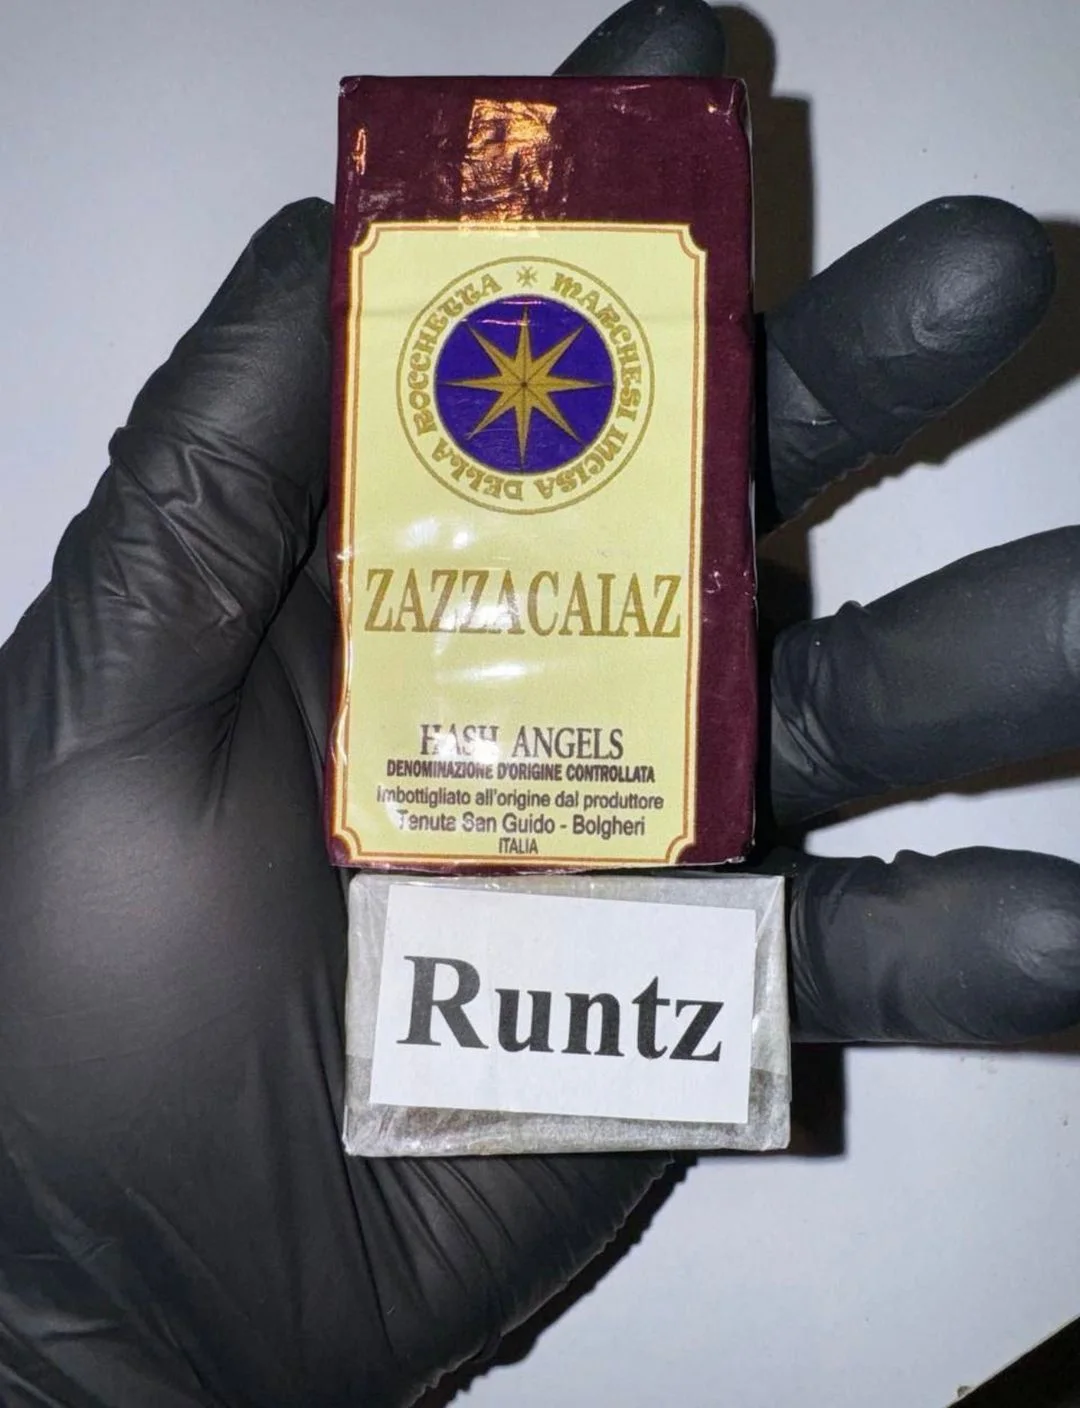 MARCHESI INCISA DELLA ROCCHETTA
ZAZZACAIAZ
HASH ANGELS
DENOMINAZIONE D'ORIGINE CONTROLLATA
Imbottigliato all'origine dal produttore
Tenuta San Guido - Bolgheri
ITALIA
Runtz